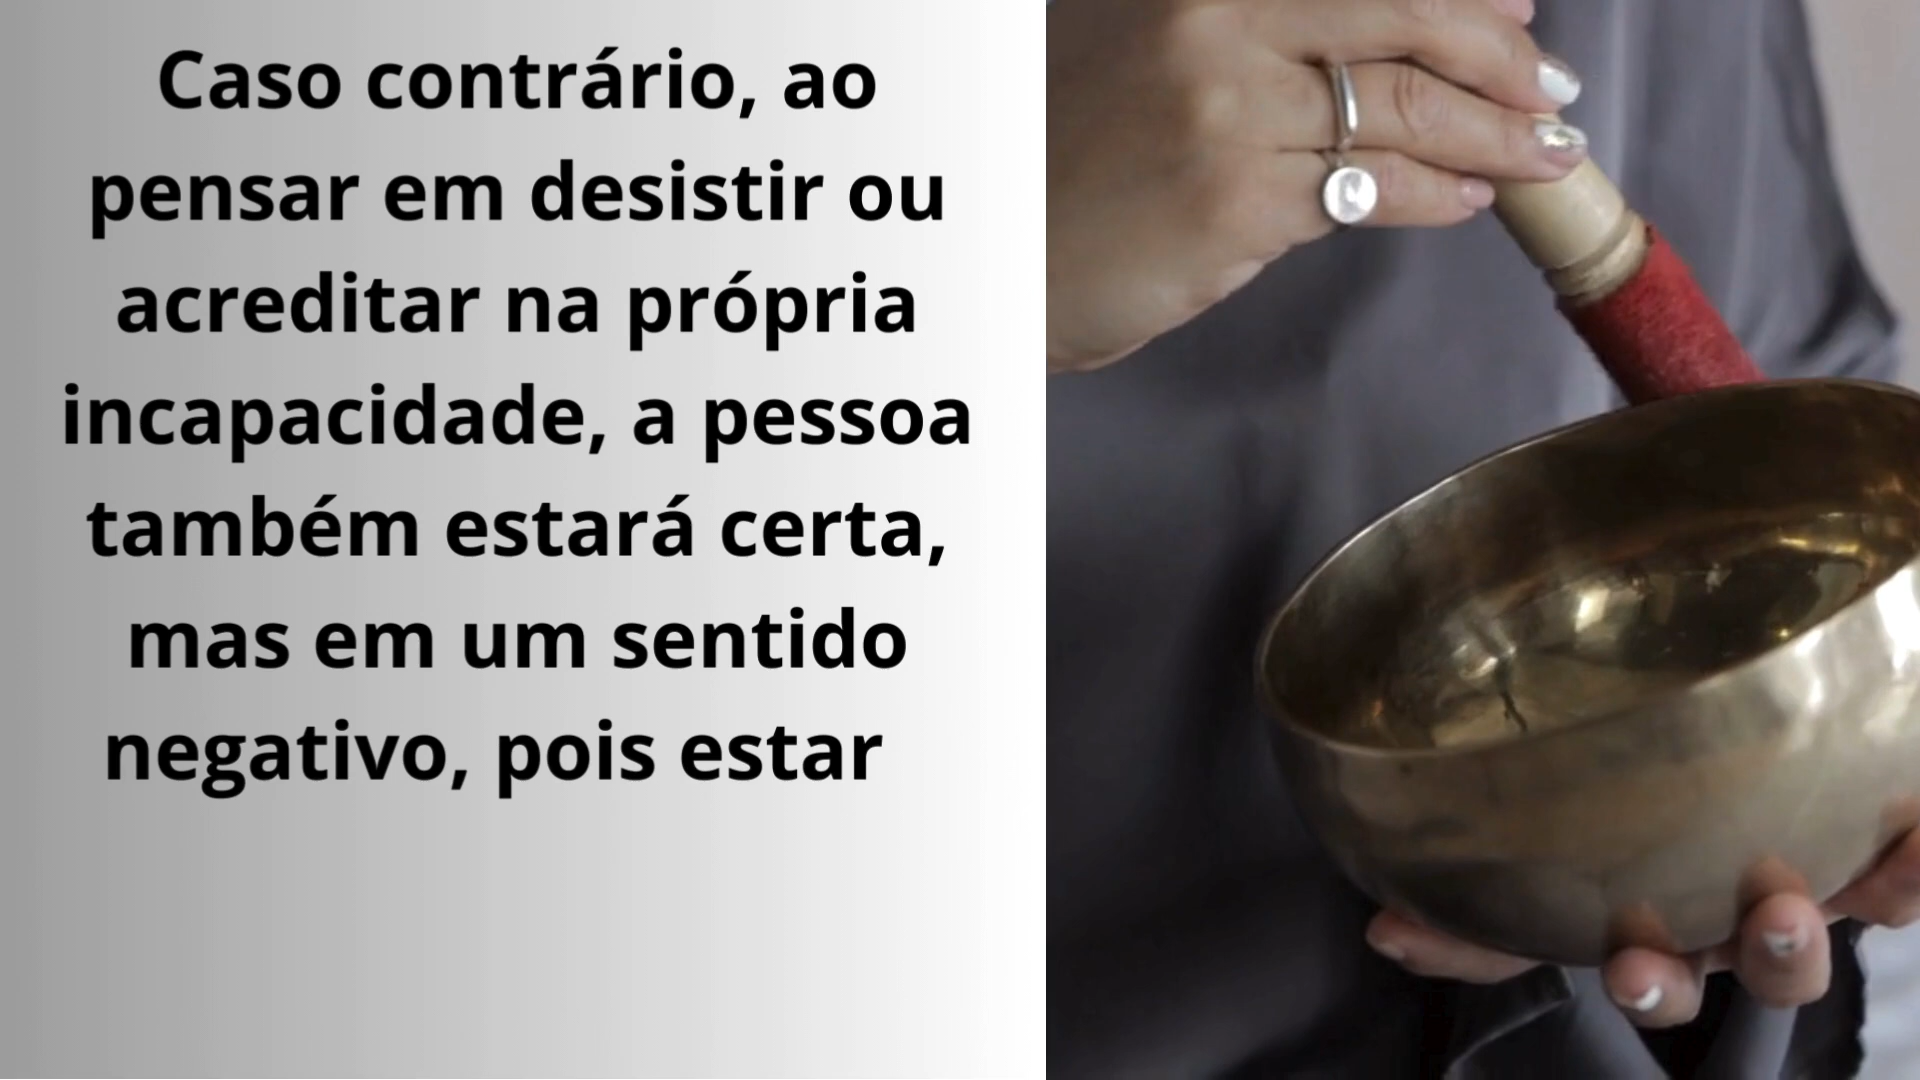 Caso contrário, ao
pensar em desistir ou
acreditar na própria
incapacidade, a pessoa
também estará certa,
mas em um sentido
negativo, pois estar